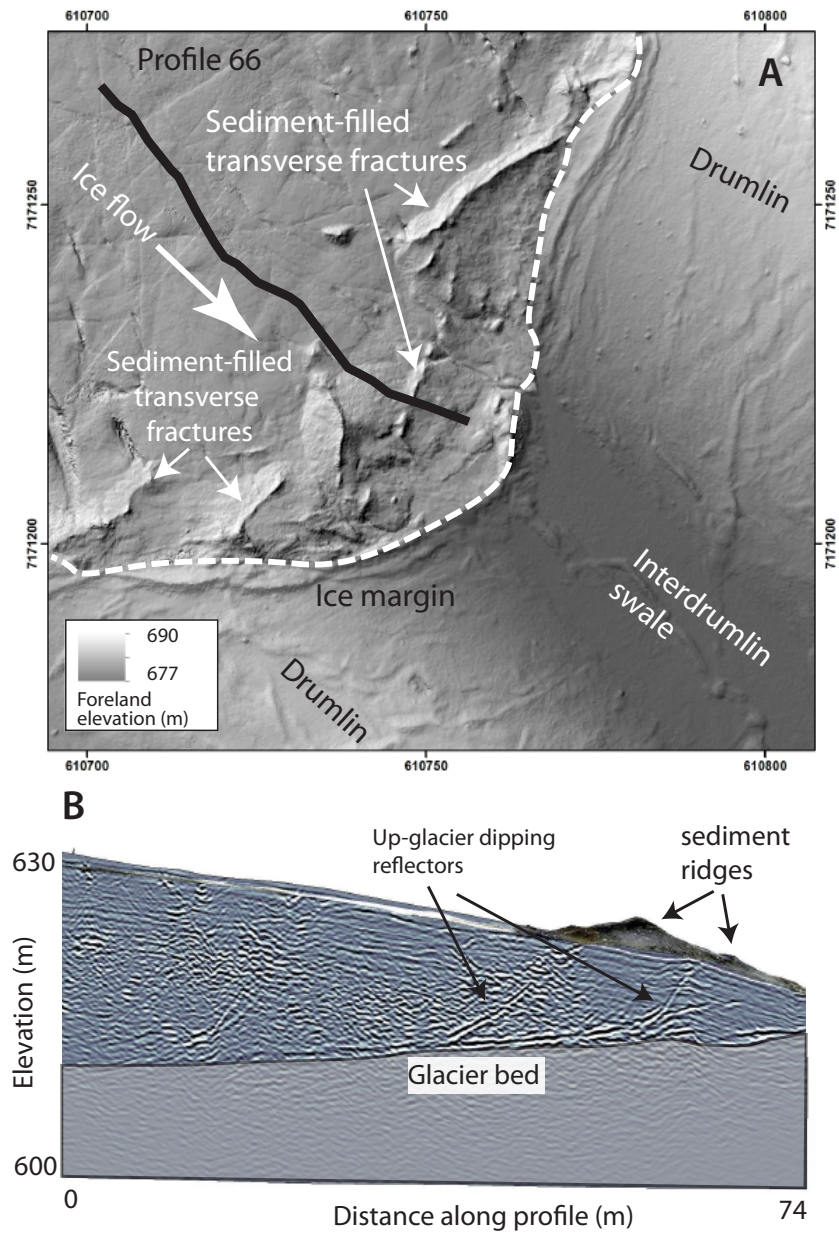 610700
610750
610800
Profile 66
A
Sediment-filled
transverse fractures
Drumlin
Ice flow
7171250
7171250
Sediment-filled
transverse
fractures
7171200
7171200
Ice margin
Interdrumlin
swale
690
677
Foreland
elevation (m)
Drumlin
610700
610750
610800
B
Up-glacier dipping
reflectors
sediment
ridges
630
Elevation (m)
Glacier bed
600
0
74
Distance along profile (m)